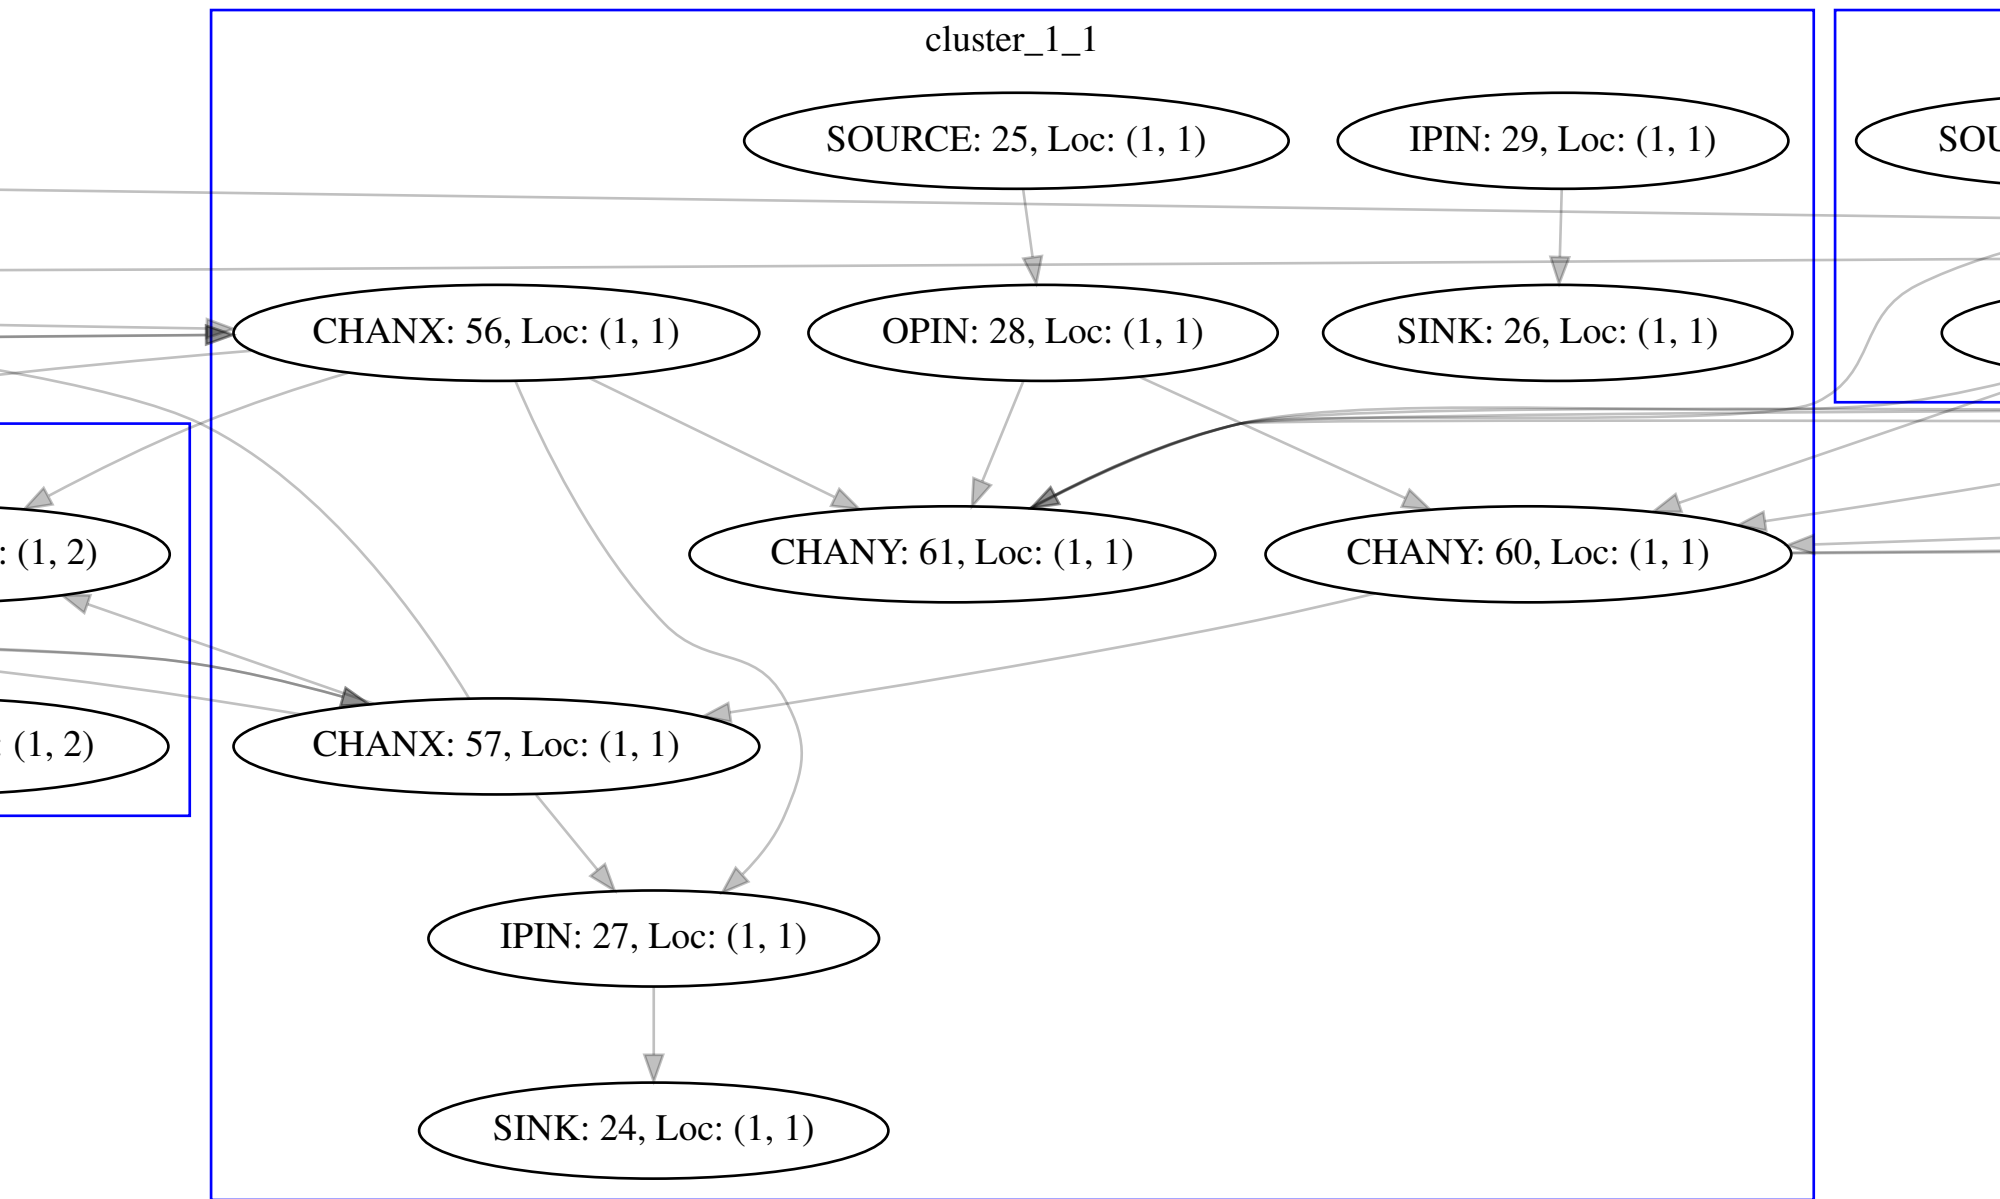 cluster_1_1
SOURCE: 25, Loc: (1, 1)
IPIN: 29, Loc: (1, 1)
SOU
CHANX: 56, Loc: (1, 1)
OPIN: 28, Loc: (1, 1)
SINK: 26, Loc: (1, 1)
: (1, 2)
CHANY: 61, Loc: (1, 1)
CHANY: 60, Loc: (1, 1)
: (1, 2)
CHANX: 57, Loc: (1, 1)
IPIN: 27, Loc: (1, 1)
SINK: 24, Loc: (1, 1)